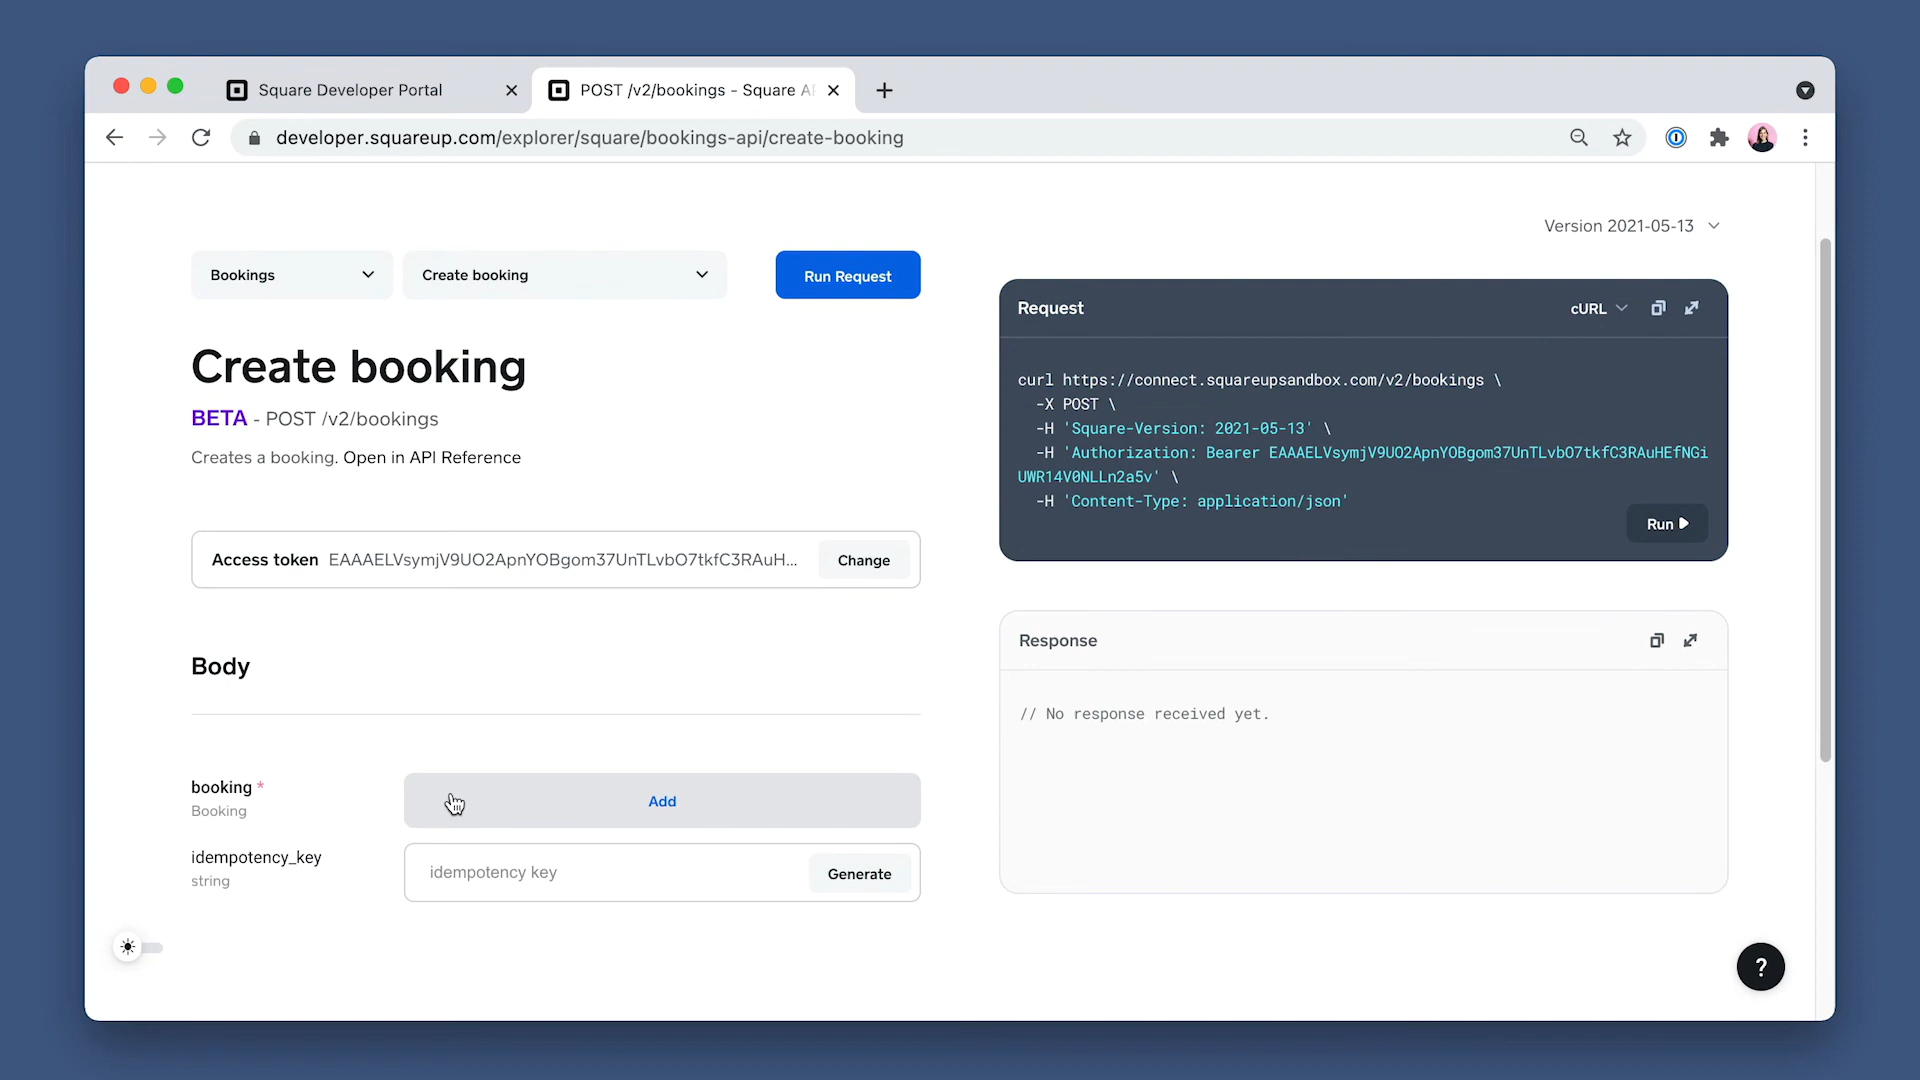 Square Developer Portal
POST /v2/bookings - Square AP
developer.squareup.com/explorer/square/bookings-api/create-booking
Version 2021-05-13
Bookings
Create booking
Run Request
Create booking
BETA - POST /v2/bookings
Creates a booking. Open in API Reference
Access token EAAAELVsymjV9UO2ApnYOBgom37UnTLvbO7tkfC3RAuH...
Change
Body
booking *
Booking
Add
idempotency_key
string
idempotency key
Generate
Request
cURL
curl https://connect.squareupsandbox.com/v2/bookings \
-X POST \
-H 'Square-Version: 2021-05-13' \
-H 'Authorization: Bearer EAAAELVsymjV9UO2ApnYOBgom37UnTLvbO7tkfC3RAuHEfNGi
UWR14V0NLLn2a5v' \
-H 'Content-Type: application/json'
Run
Response
// No response received yet.
?